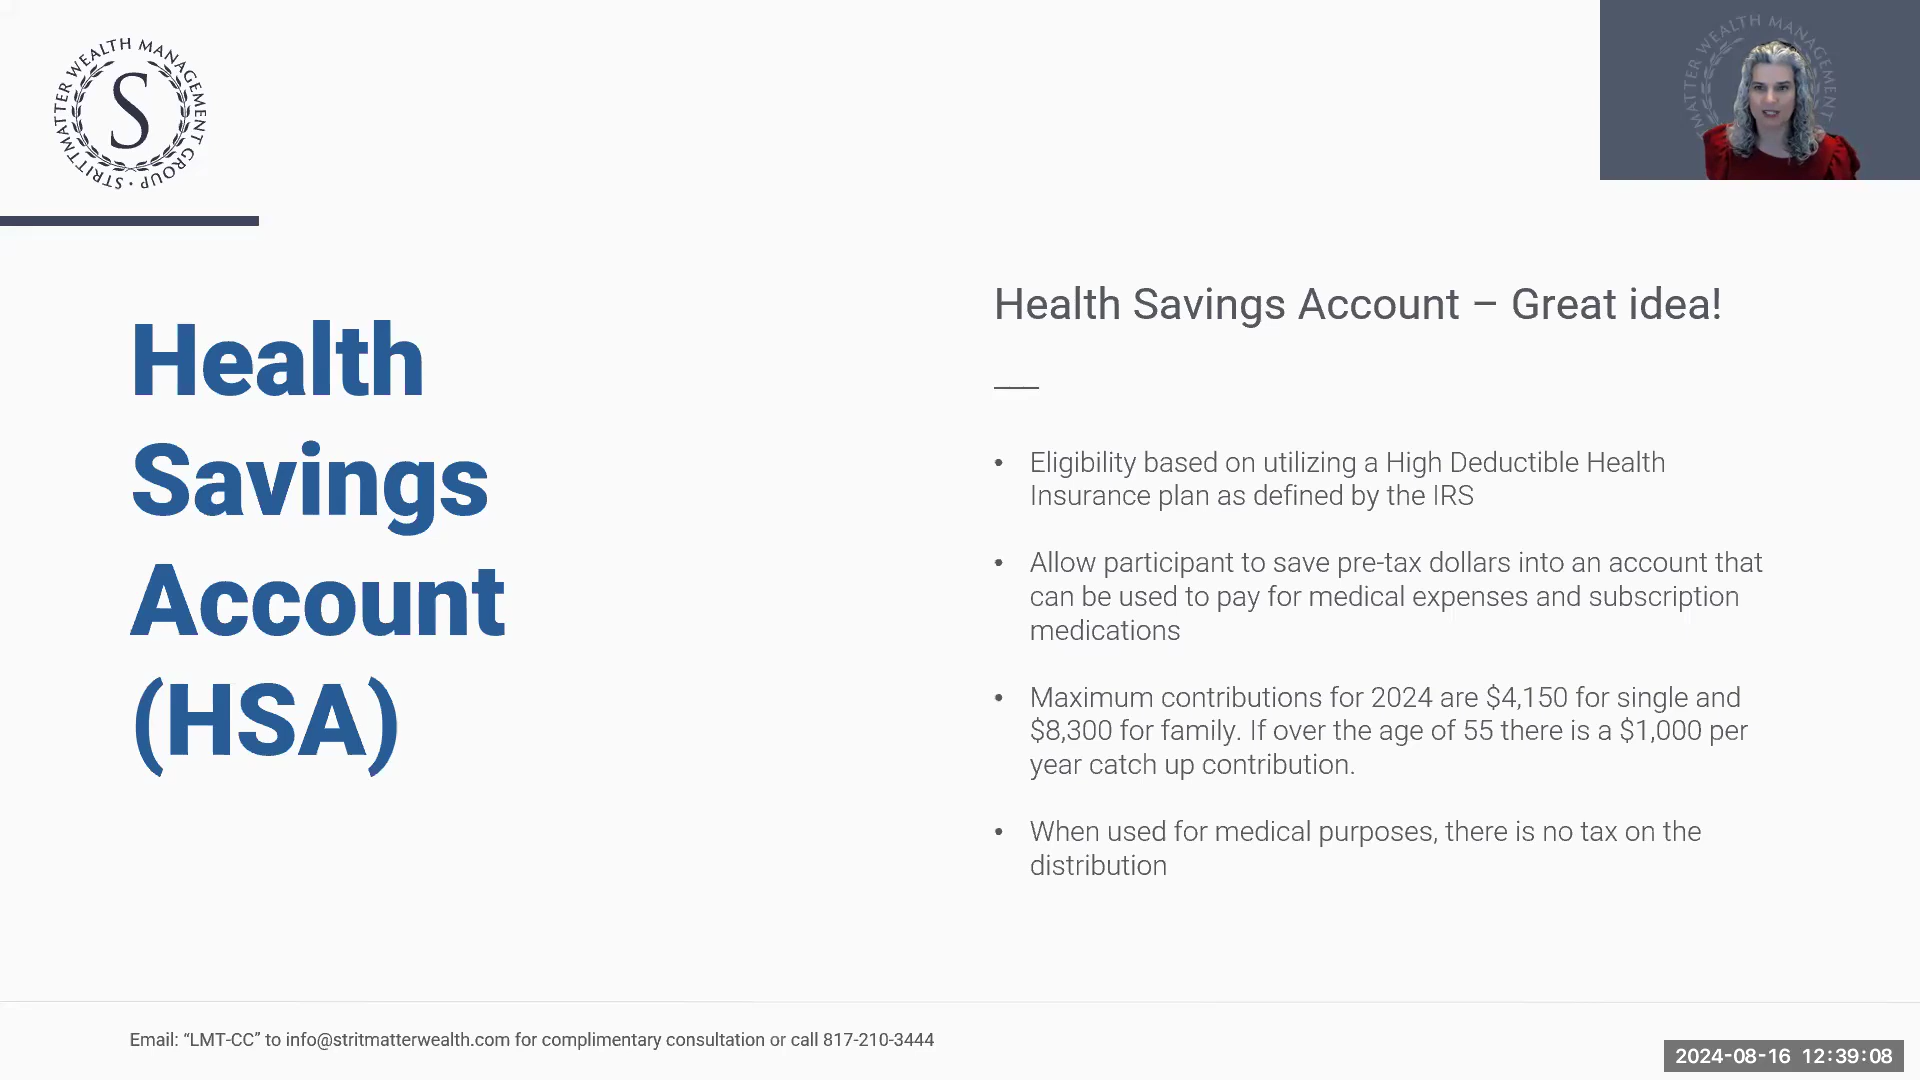 STRITTMATTER WEALTH MANAGEMENT GROUP ·
S
MATTER WEALTH MANAGEMENT
Health
Savings
Account
(HSA)
Health Savings Account – Great idea!
• Eligibility based on utilizing a High Deductible Health
Insurance plan as defined by the IRS
• Allow participant to save pre-tax dollars into an account that
can be used to pay for medical expenses and subscription
medications
• Maximum contributions for 2024 are $4,150 for single and
$8,300 for family. If over the age of 55 there is a $1,000 per
year catch up contribution.
• When used for medical purposes, there is no tax on the
distribution
Email: “LMT-CC” to info@stritmatterwealth.com for complimentary consultation or call 817-210-3444
2024-08-16 12:39:08